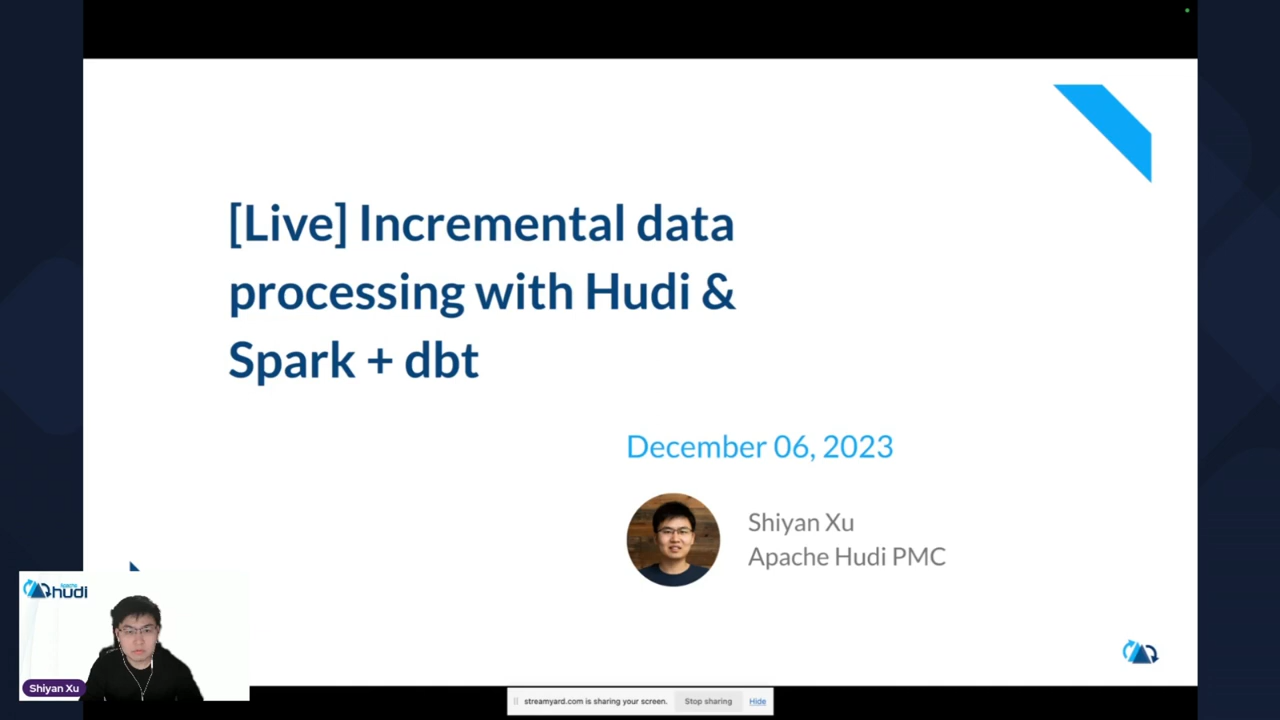 [Live] Incremental data
processing with Hudi &
Spark + dbt
December 06, 2023
Shiyan Xu
Apache Hudi PMC
Apache
hudi
Shiyan Xu
streamyard.com is sharing your screen.
Stop sharing
Hide